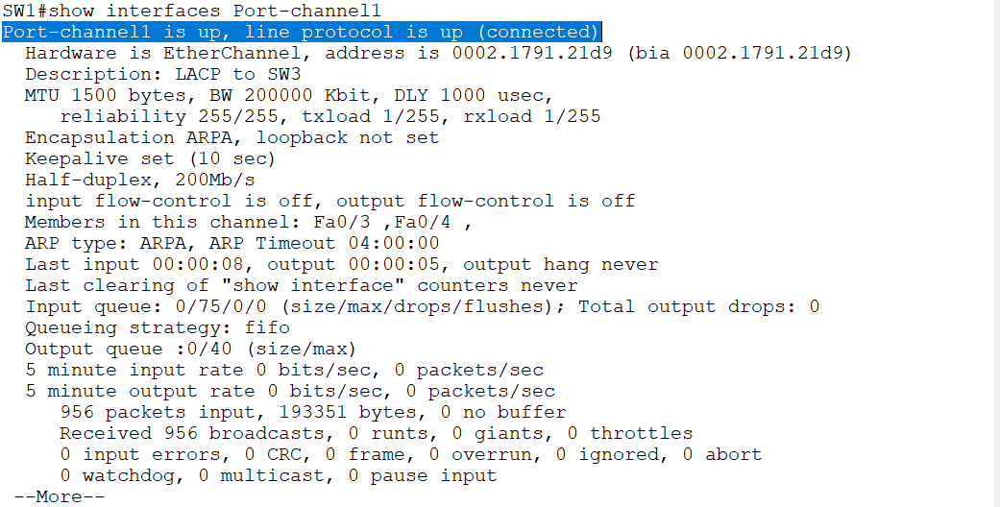 SW1#show interfaces Port-channel1
Port-channel1 is up, line protocol is up (connected)
Hardware is EtherChannel, address is 0002.1791.21d9 (bia 0002.1791.21d9)
Description: LACP to SW3
MTU 1500 bytes, BW 200000 Kbit, DLY 1000 usec,
reliability 255/255, txload 1/255, rxload 1/255
Encapsulation ARPA, loopback not set
Keepalive set (10 sec)
Half-duplex, 200Mb/s
input flow-control is off, output flow-control is off
Members in this channel: Fa0/3 ,Fa0/4 ,
ARP type: ARPA, ARP Timeout 04:00:00
Last input 00:00:08, output 00:00:05, output hang never
Last clearing of "show interface" counters never
Input queue: 0/75/0/0 (size/max/drops/flushes); Total output drops: 0
Queueing strategy: fifo
Output queue :0/40 (size/max)
5 minute input rate 0 bits/sec, 0 packets/sec
5 minute output rate 0 bits/sec, 0 packets/sec
956 packets input, 193351 bytes, 0 no buffer
Received 956 broadcasts, 0 runts, 0 giants, 0 throttles
0 input errors, 0 CRC, 0 frame, 0 overrun, 0 ignored, 0 abort
0 watchdog, 0 multicast, 0 pause input
--More--